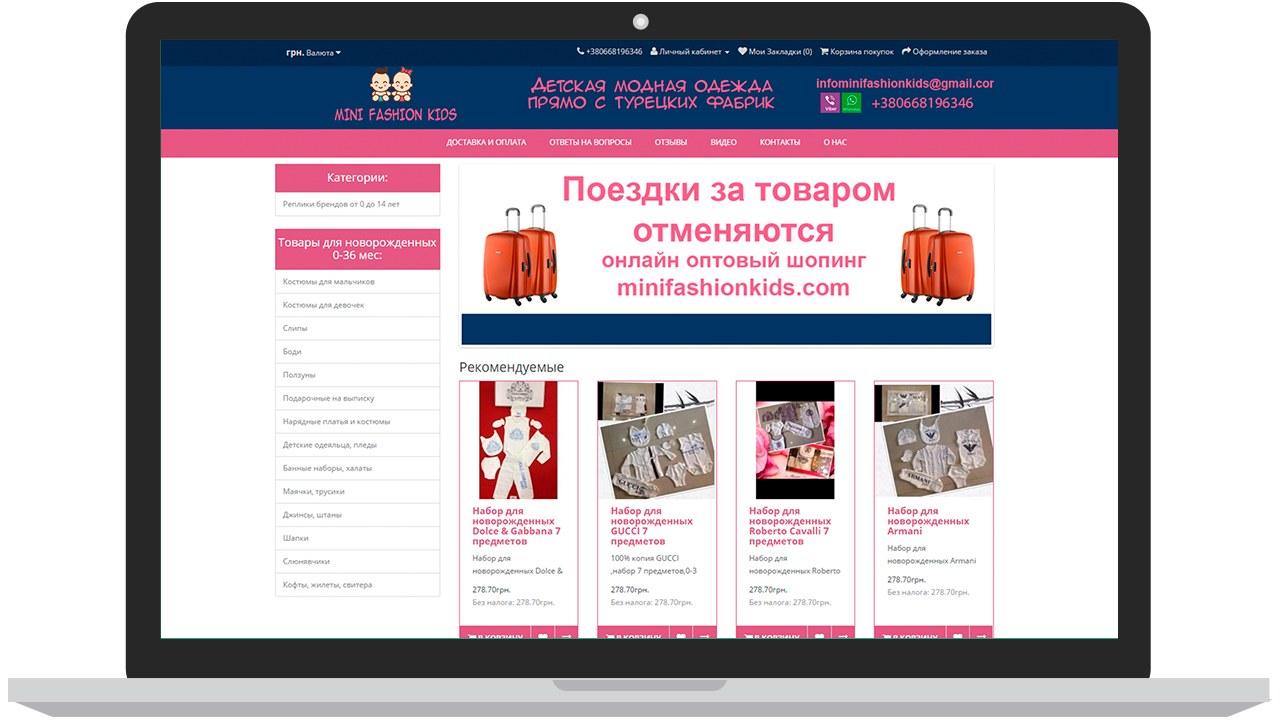 грн. Валюта
+380668196346 Личный кабинет Мои Закладки (0) Корзина покупок Оформление заказа
MINI FASHION KIDS
Детская модная одежда
прямо с турецких фабрик
infominifashionkids@gmail.cor
Viber WhatsApp +380668196346
ДОСТАВКА И ОПЛАТА ОТВЕТЫ НА ВОПРОСЫ ОТЗЫВЫ ВИДЕО КОНТАКТЫ О НАС
Категории:
Реплики брендов от 0 до 14 лет
Товары для новорожденных
0-36 мес:
Костюмы для мальчиков
Костюмы для девочек
Слипы
Боди
Ползуны
Подарочные на выписку
Нарядные платья и костюмы
Детские одеяльца, пледы
Банные наборы, халаты
Маячки, трусики
Джинсы, штаны
Шапки
Слюнявчики
Кофты, жилеты, свитера
Поездки за товаром
отменяются
онлайн оптовый шопинг
minifashionkids.com
Рекомендуемые
Набор для
новорожденных
Dolce & Gabbana 7
предметов
Набор для
новорожденных Dolce &
278.70грн.
Без налога: 278.70грн.
В КОРЗИНУ
GUCCI
Набор для
новорожденных
GUCCI 7
предметов
100% копия GUCCI
,набор 7 предметов,0-3
278.70грн.
Без налога: 278.70грн.
В КОРЗИНУ
Набор для
новорожденных
Roberto Cavalli 7
предметов
Набор для
новорожденных Roberto
278.70грн.
Без налога: 278.70грн.
В КОРЗИНУ
ARMANI
Набор для
новорожденных
Armani
Набор для
новорожденных Armani
278.70грн.
Без налога: 278.70грн.
В КОРЗИНУ